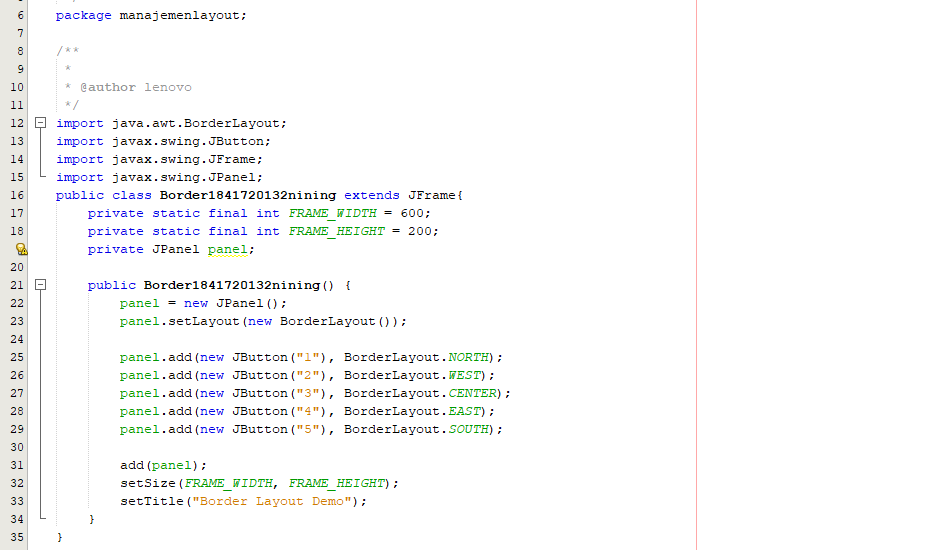 6 package manajemenlayout;
7
8 /**
9 *
10 * @author lenovo
11 */
12 import java.awt.BorderLayout;
13 import javax.swing.JButton;
14 import javax.swing.JFrame;
15 import javax.swing.JPanel;
16 public class Border1841720132nining extends JFrame{
17 private static final int FRAME_WIDTH = 600;
18 private static final int FRAME_HEIGHT = 200;
private JPanel panel;
20
21 public Border1841720132nining() {
22 panel = new JPanel();
23 panel.setLayout(new BorderLayout());
24
25 panel.add(new JButton("1"), BorderLayout.NORTH);
26 panel.add(new JButton("2"), BorderLayout.WEST);
27 panel.add(new JButton("3"), BorderLayout.CENTER);
28 panel.add(new JButton("4"), BorderLayout.EAST);
29 panel.add(new JButton("5"), BorderLayout.SOUTH);
30
31 add(panel);
32 setSize(FRAME_WIDTH, FRAME_HEIGHT);
33 setTitle("Border Layout Demo");
34 }
35 }